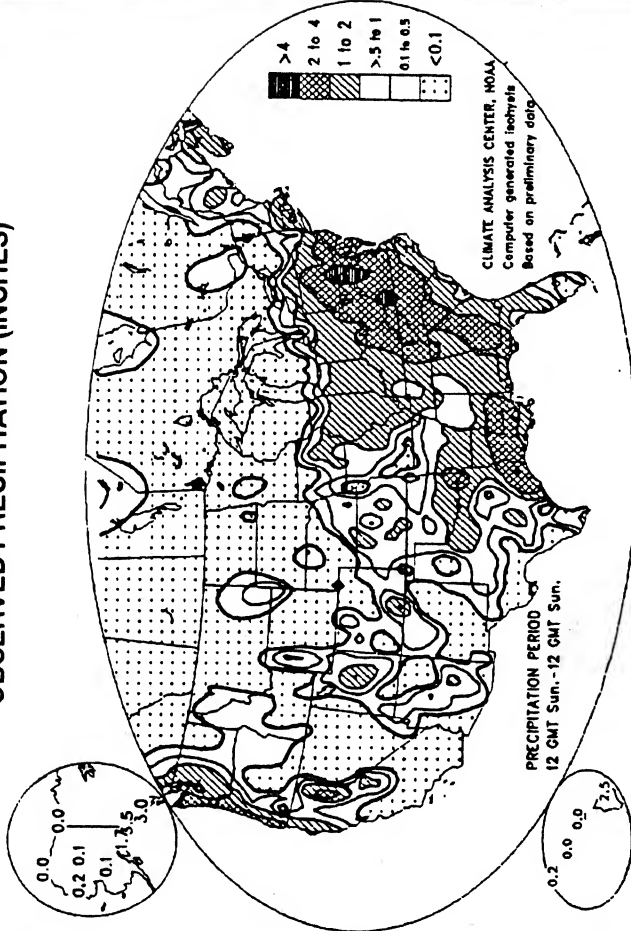 OBSERVED PRECIPITATION (INCHES)
>4
2 to 4
1 to 2
>.5 to 1
0.1 to 0.5
<0.1
CLIMATE ANALYSIS CENTER, NOAA
Computer generated isohyets
Based on preliminary data
PRECIPITATION PERIOD
12 GMT Sun.-12 GMT Sun.
0.0
0.0
0.2 0.1
0.1
1.7
3.5
3.0
0.2
0.0
0.0
2.5